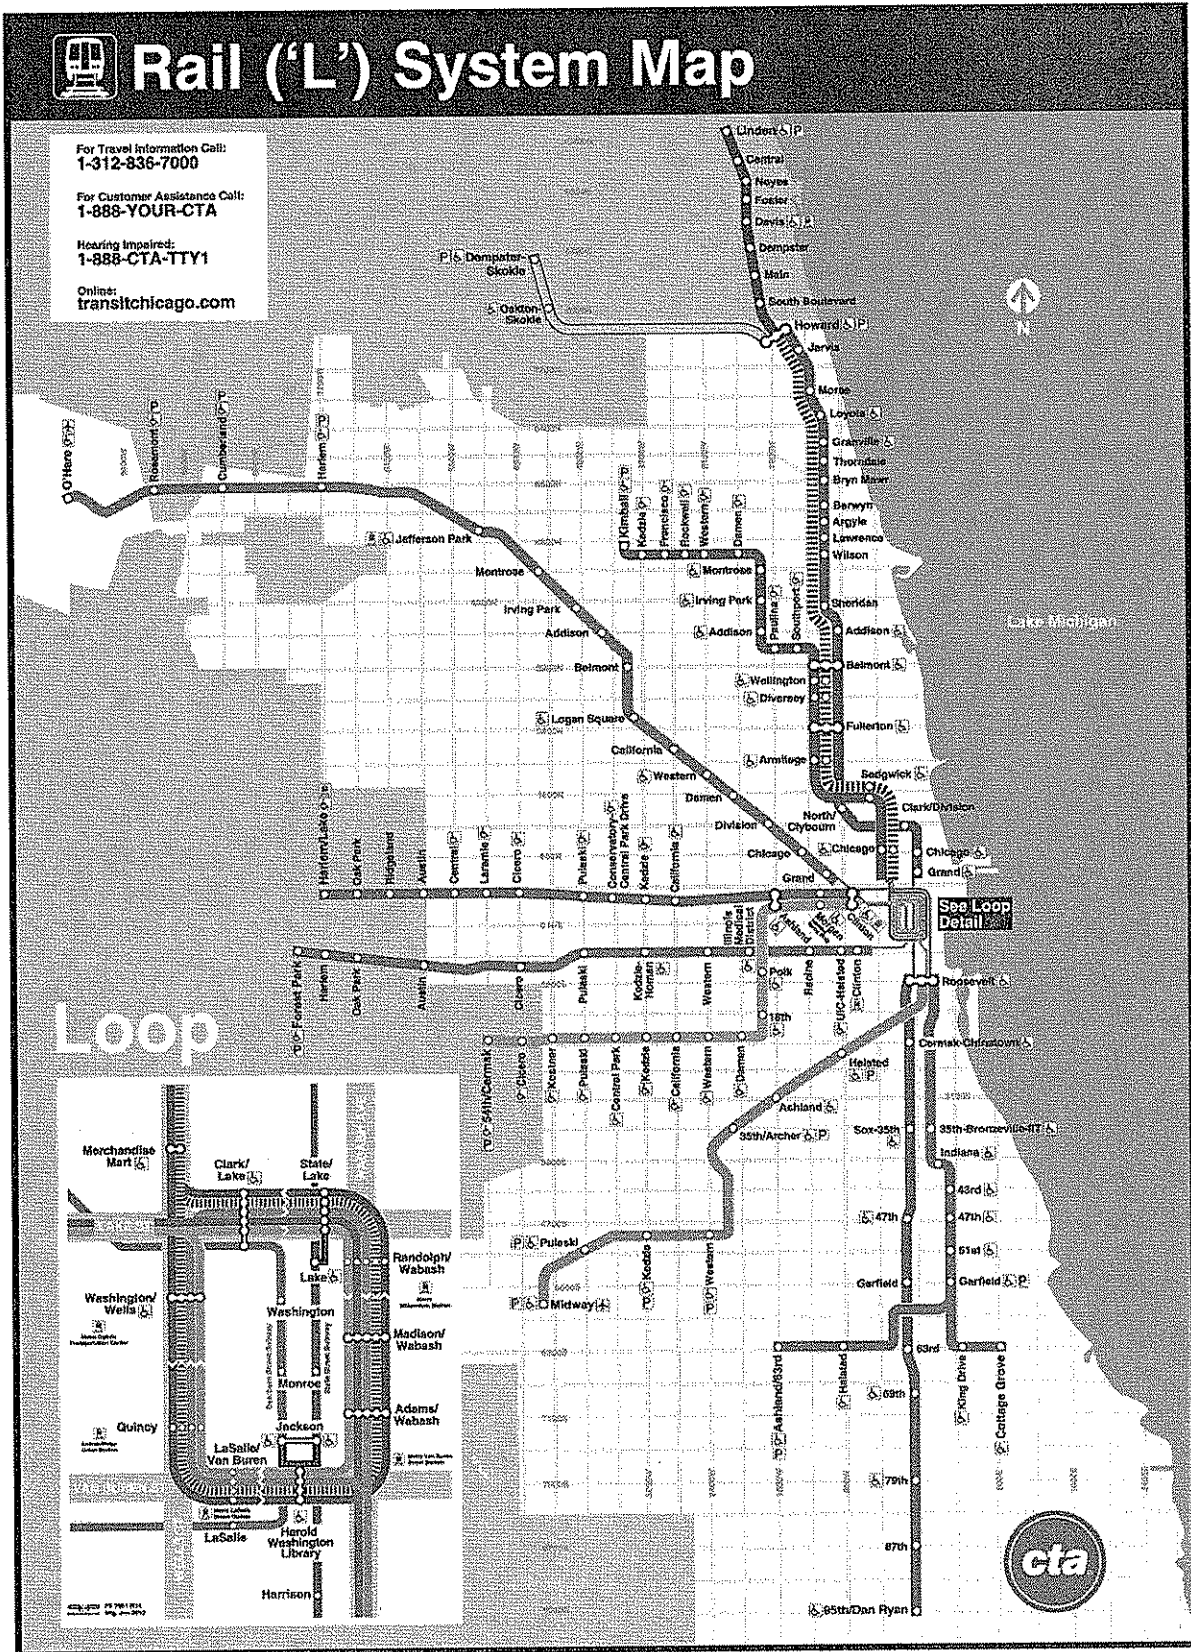 Rail ('L') System Map
For Travel Information Call:
1-312-836-7000
For Customer Assistance Call:
1-888-YOUR-CTA
Hearing Impaired:
1-888-CTA-TTY1
Online:
transitchicago.com
Linden P
Central
Noyes
Foster
Davis
Dempster
Main
South Boulevard
Howard P
P Dempster-
Skokie
Oakton-
Skokie
N
Jarvis
Morse
Loyola
Granville
Thorndale
Bryn Mawr
Berwyn
Argyle
Lawrence
Wilson
Sheridan
Addison
Belmont
Fullerton
Sedgwick
Clark/Division
Chicago
Grand
Lake Michigan
O'Hare
Rosemont P
Cumberland P
Harlem
Jefferson Park
Montrose
Irving Park
Addison
Belmont
Logan Square
California
Western
Damen
Division
Chicago
Grand
Kimball
Kedzie
Francisco
Rockwell
Western
Damen
Montrose
Irving Park
Addison
Paulina
Southport
Wellington
Diversey
Armitage
North/
Clybourn
Chicago
Harlem/Lake
Oak Park
Ridgeland
Austin
Central
Laramie
Cicero
Pulaski
Conservatory-
Central Park Drive
Kedzie
California
Ashland
Morgan
Clinton
See Loop
Detail
Forest Park
Harlem
Oak Park
Austin
Cicero
Pulaski
Kedzie-
Homan
Western
Illinois
Medical
District
Racine
UIC-Halsted
Clinton
Polk
18th
54th/Cermak
Cicero
Kostner
Pulaski
Central Park
Kedzie
California
Western
Damen
Roosevelt
Cermak-Chinatown
Halsted
P
Ashland
35th/Archer P
Sox-35th
35th-Bronzeville-IIT
Indiana
43rd
47th
47th
51st
Garfield
Garfield P
P Pulaski
Kedzie
Western
P Midway
Ashland/63rd
Halsted
63rd
King Drive
Cottage Grove
69th
79th
87th
95th/Dan Ryan
cta
Loop
Merchandise
Mart
Clark/
Lake
State/
Lake
Lake
Randolph/
Wabash
Washington/
Wells
Washington
Madison/
Wabash
Monroe
Quincy
Adams/
Wabash
Jackson
LaSalle/
Van Buren
LaSalle
Harold
Washington
Library
Harrison